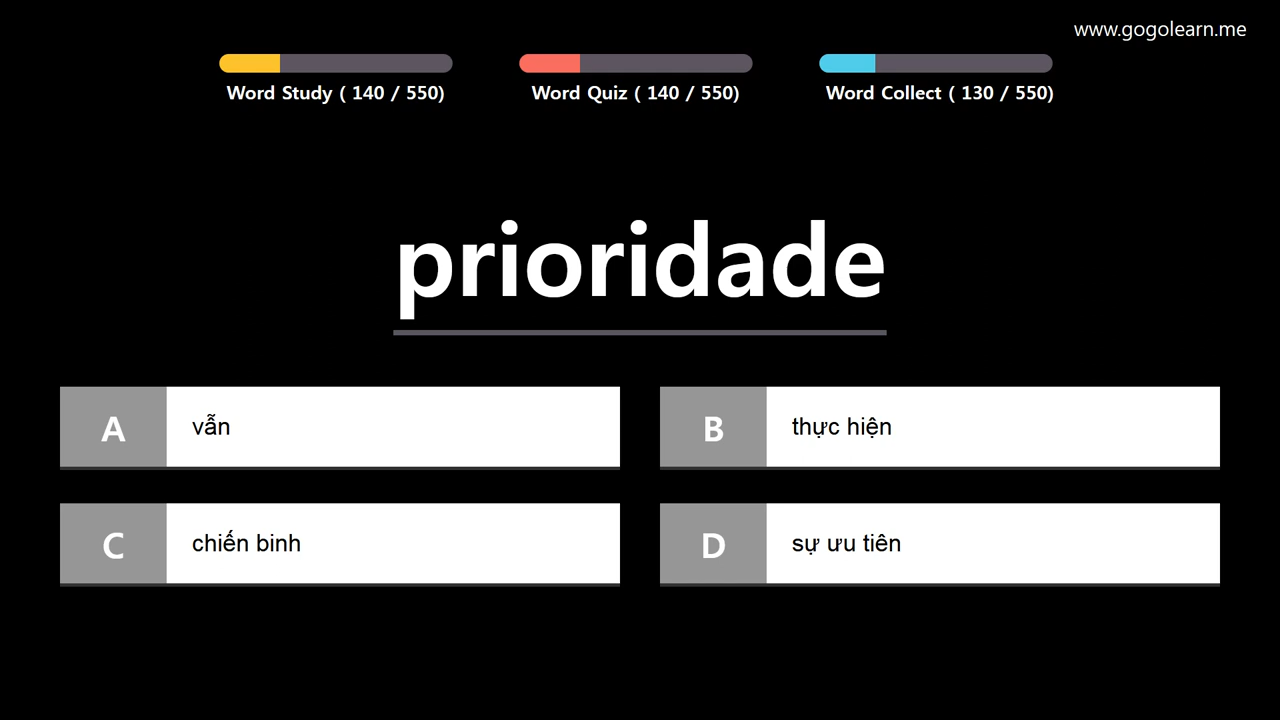 www.gogolearn.me
Word Study ( 140 / 550)
Word Quiz ( 140 / 550)
Word Collect ( 130 / 550)
prioridade
A
vẫn
B
thực hiện
C
chiến binh
D
sự ưu tiên